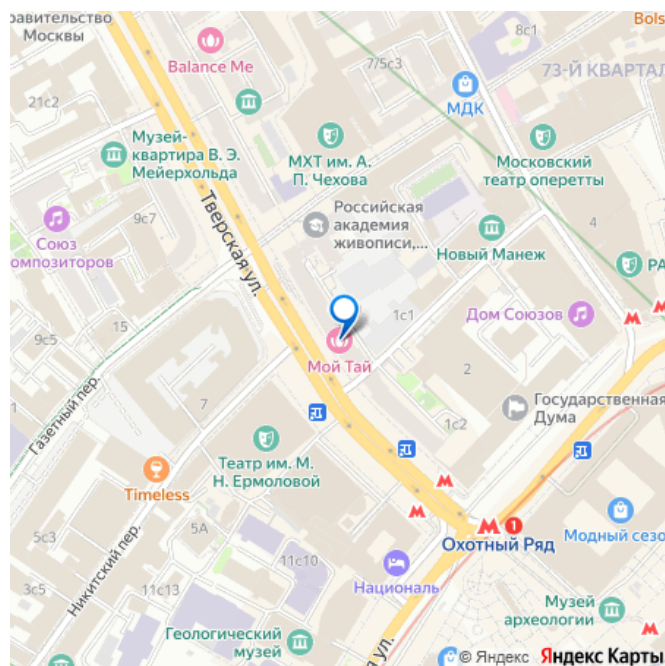 равительство
Москвы
Bols
8с1
Balance Me
7/5с3
73-Й КВАРТАЛ
МДК
21с2
Музей-
квартира В. Э.
Мейерхольда
МХТ им. А.
П. Чехова
Московский
театр оперетты
Российская
академия
живописи,...
9с7
Союз
омпозиторов
Тверская ул.
4
Новый Манеж
РА
1с1
Дом Союзов
15
9с5
Мой Тай
2
Газетный пер.
7
Государственная
Дума
1с2
Театр им. М.
Н. Ермоловой
Timeless
5А
1
Охотный Ряд
Модный сезо
5с3
Никитский пер.
11с10
11с13
Националь
Музей
археологии
Геологический
музей
я ул.
© Яндекс Яндекс Карты